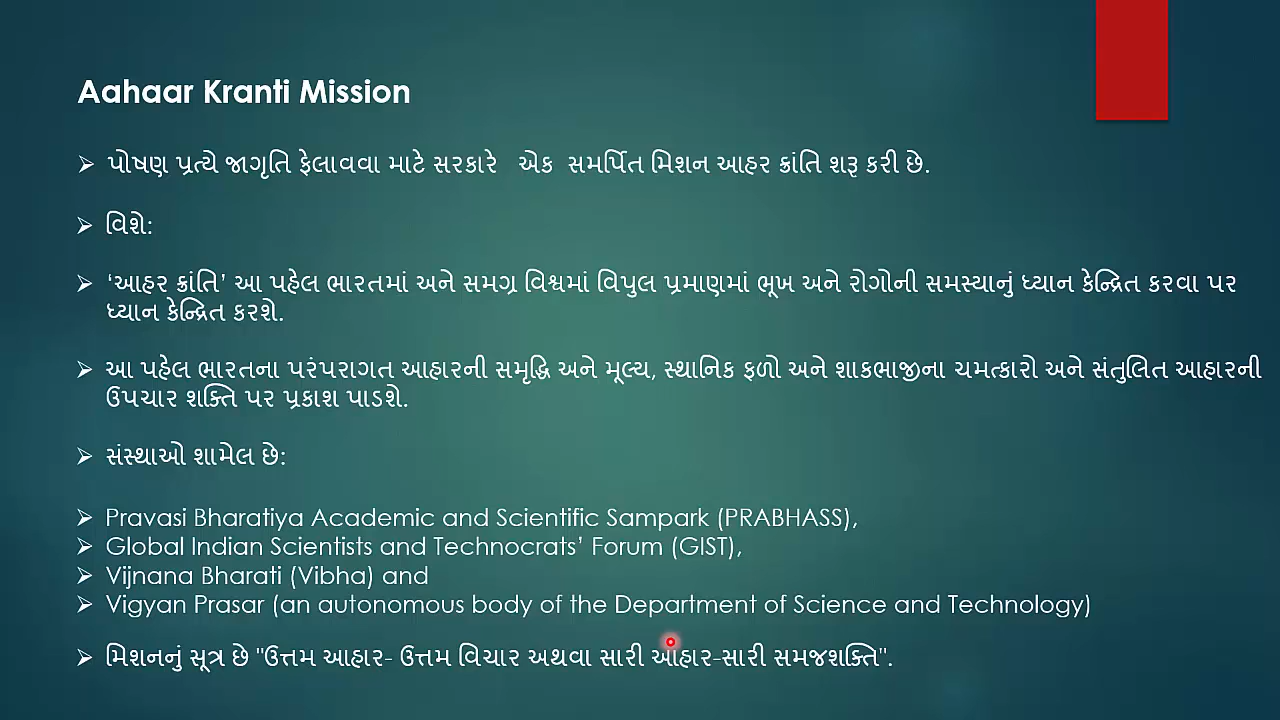 Aahaar Kranti Mission
➢ પોષણ પ્રત્યે જાગૃતિ ફેલાવવા માટે સરકારે એક સમર્પિત મિશન આહર ક્રાંતિ શરૂ કરી છે.
➢ વિશે:
➢ ‘આહર ક્રાંતિ’ આ પહેલ ભારતમાં અને સમગ્ર વિશ્વમાં વિપુલ પ્રમાણમાં ભૂખ અને રોગોની સમસ્યાનું ધ્યાન કેન્દ્રિત કરવા પર
ધ્યાન કેન્દ્રિત કરશે.
➢ આ પહેલ ભારતના પરંપરાગત આહારની સમૃદ્ધિ અને મૂલ્ય, સ્થાનિક ફળો અને શાકભાજીના ચમત્કારો અને સંતુલિત આહારની
ઉપચાર શક્તિ પર પ્રકાશ પાડશે.
➢ સંસ્થાઓ શામેલ છે:
➢ Pravasi Bharatiya Academic and Scientific Sampark (PRABHASS),
➢ Global Indian Scientists and Technocrats’ Forum (GIST),
➢ Vijnana Bharati (Vibha) and
➢ Vigyan Prasar (an autonomous body of the Department of Science and Technology)
➢ મિશનનું સૂત્ર છે "ઉત્તમ આહાર- ઉત્તમ વિચાર અથવા સારી આહાર-સારી સમજશક્તિ".